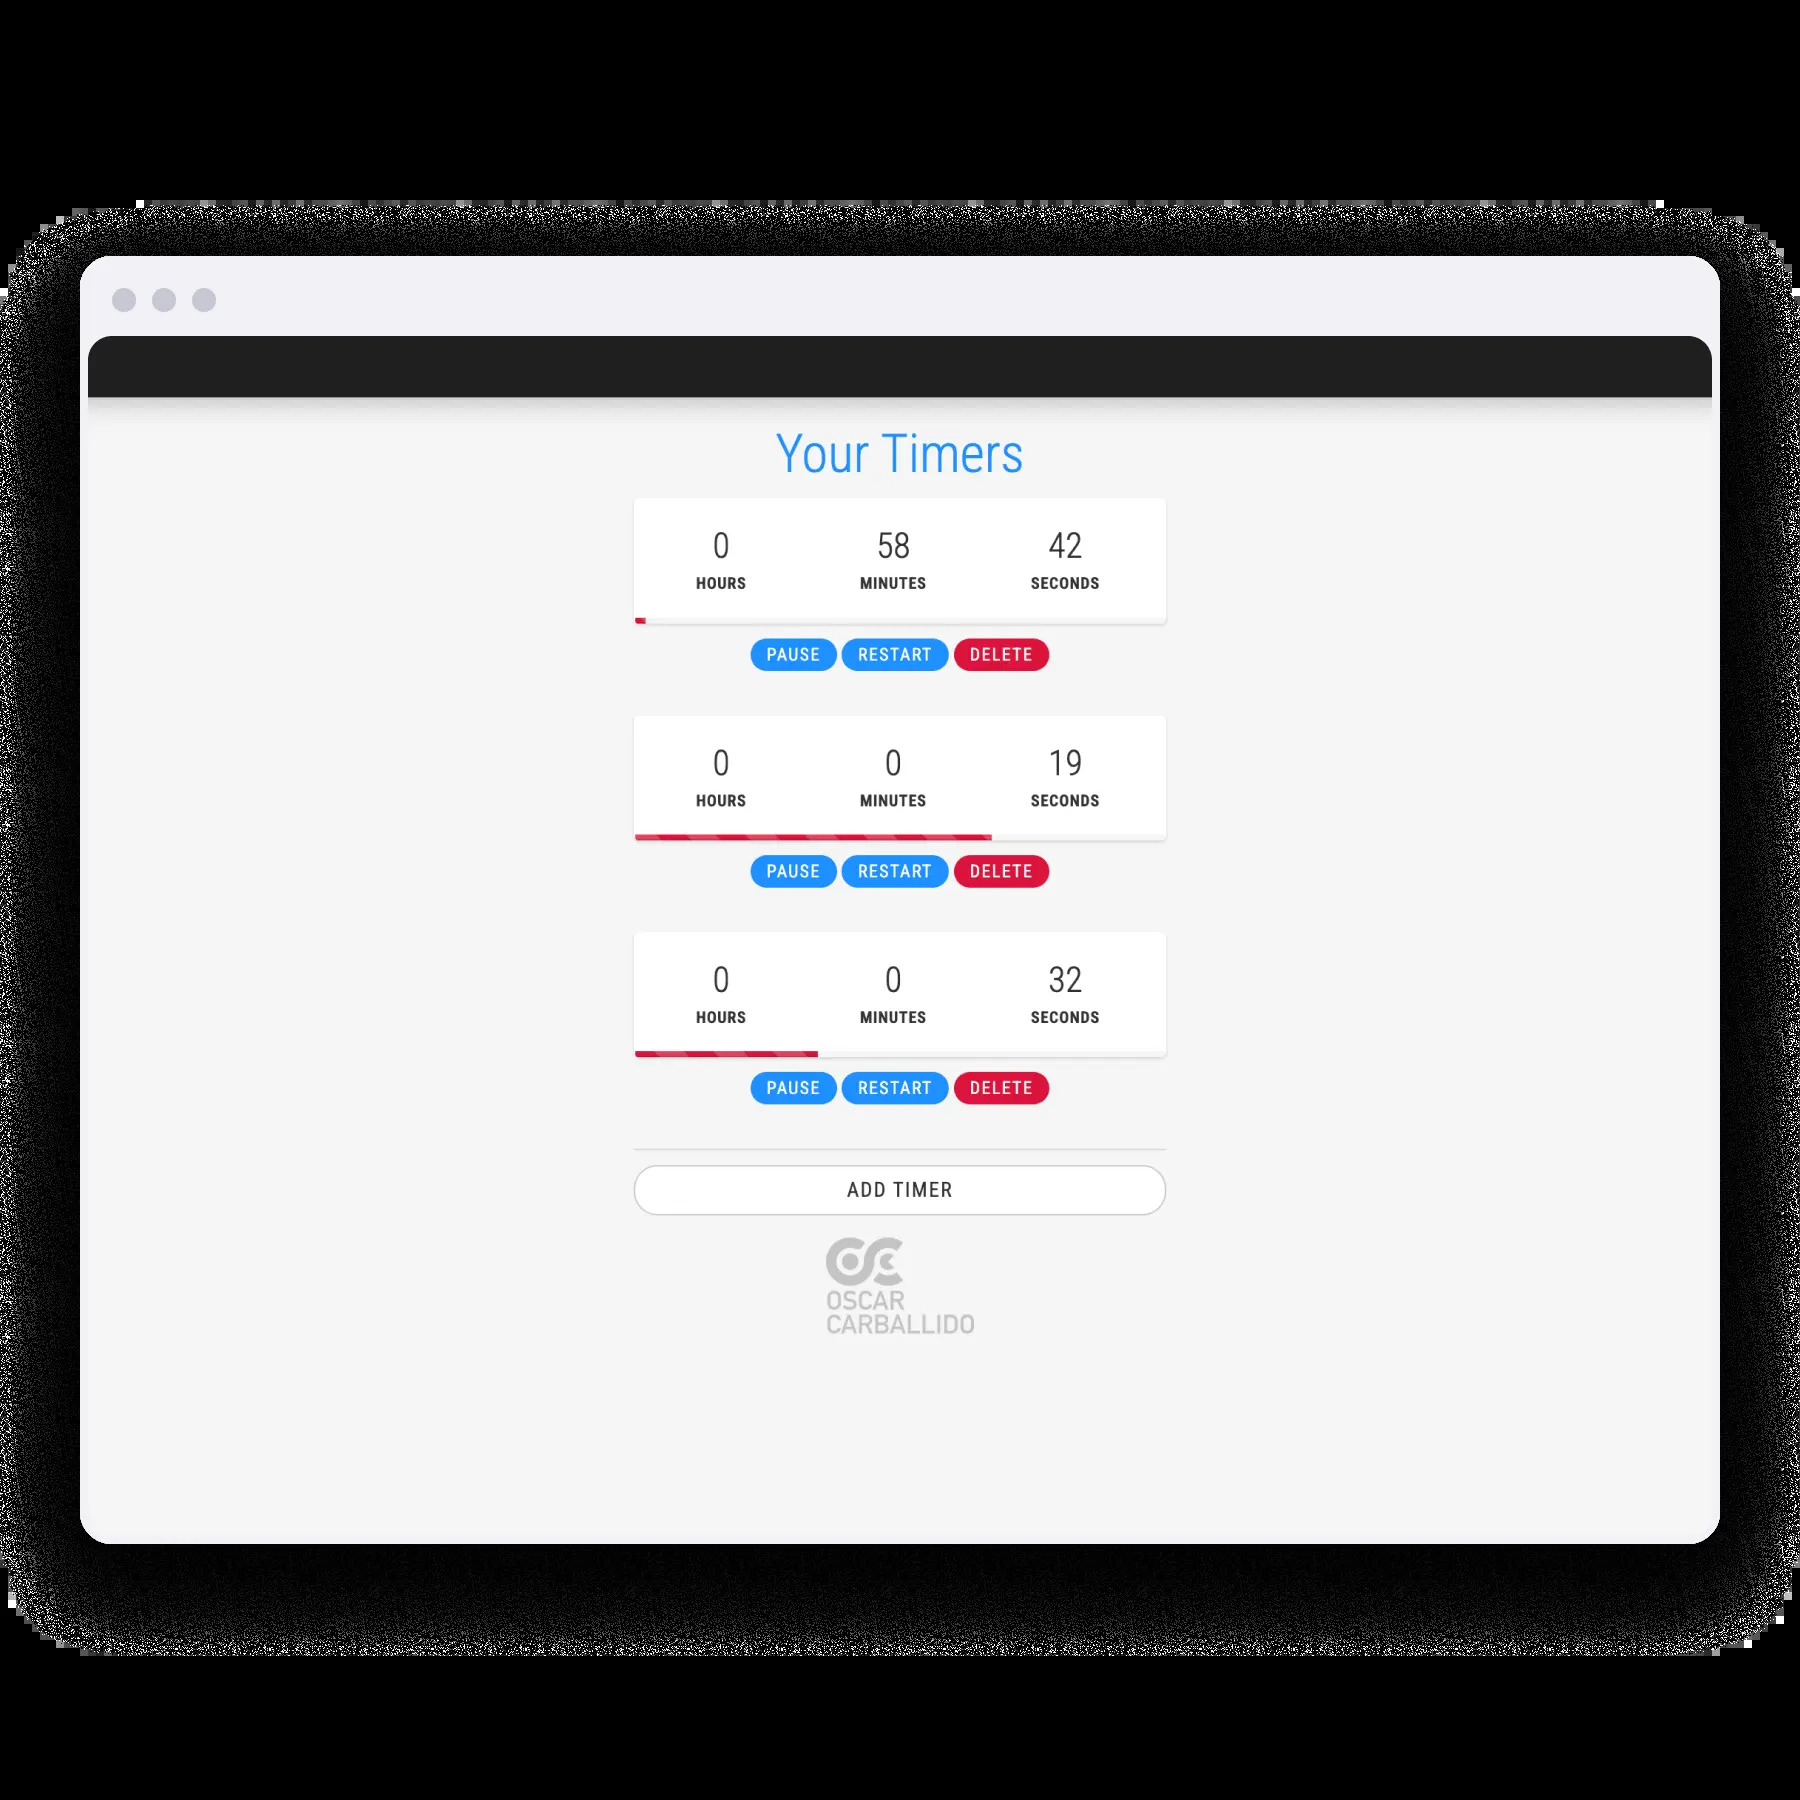 Your Timers
0 58 42
HOURS MINUTES SECONDS
PAUSE RESTART DELETE
0 0 19
HOURS MINUTES SECONDS
PAUSE RESTART DELETE
0 0 32
HOURS MINUTES SECONDS
PAUSE RESTART DELETE
ADD TIMER
OSCAR
CARBALLIDO